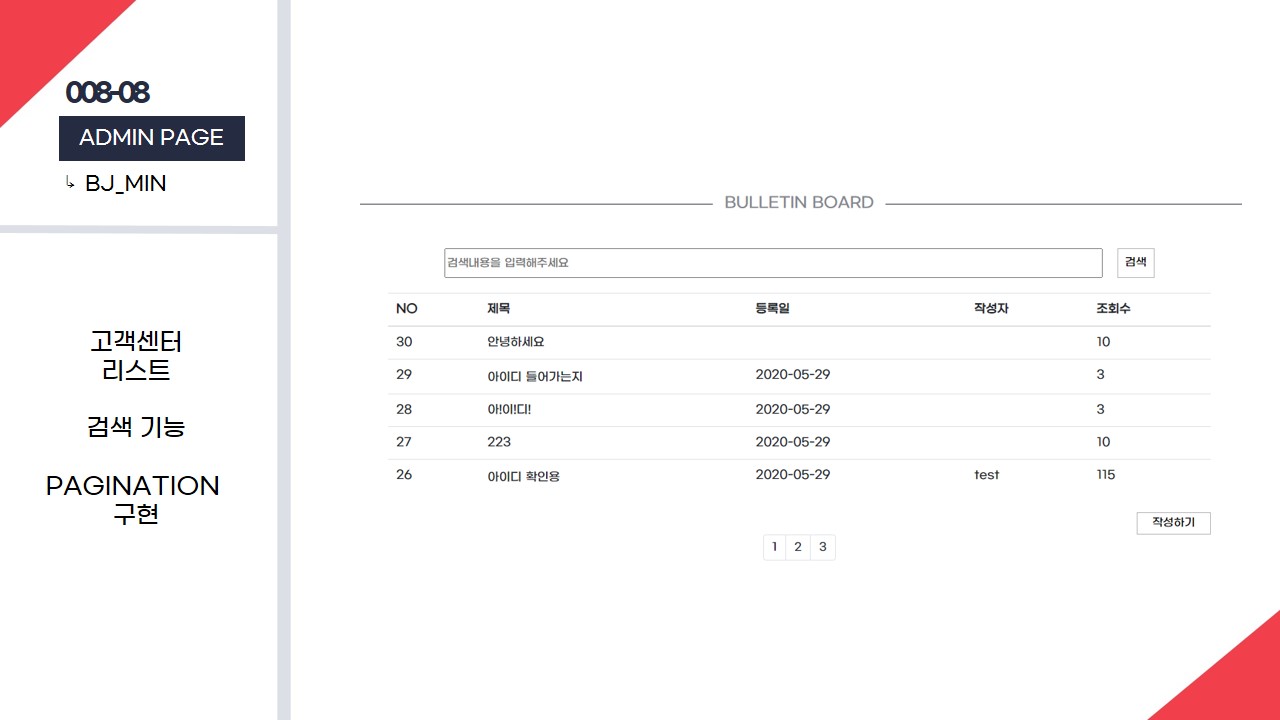 008-08
ADMIN PAGE
↳ BJ_MIN
고객센터
리스트
검색 기능
PAGINATION
구현
BULLETIN BOARD
검색내용을 입력해주세요 검색
NO 제목 등록일 작성자 조회수
30 안녕하세요 10
29 아이디 들어가는지 2020-05-29 3
28 아!이!디! 2020-05-29 3
27 223 2020-05-29 10
26 아이디 확인용 2020-05-29 test 115
작성하기
1 2 3